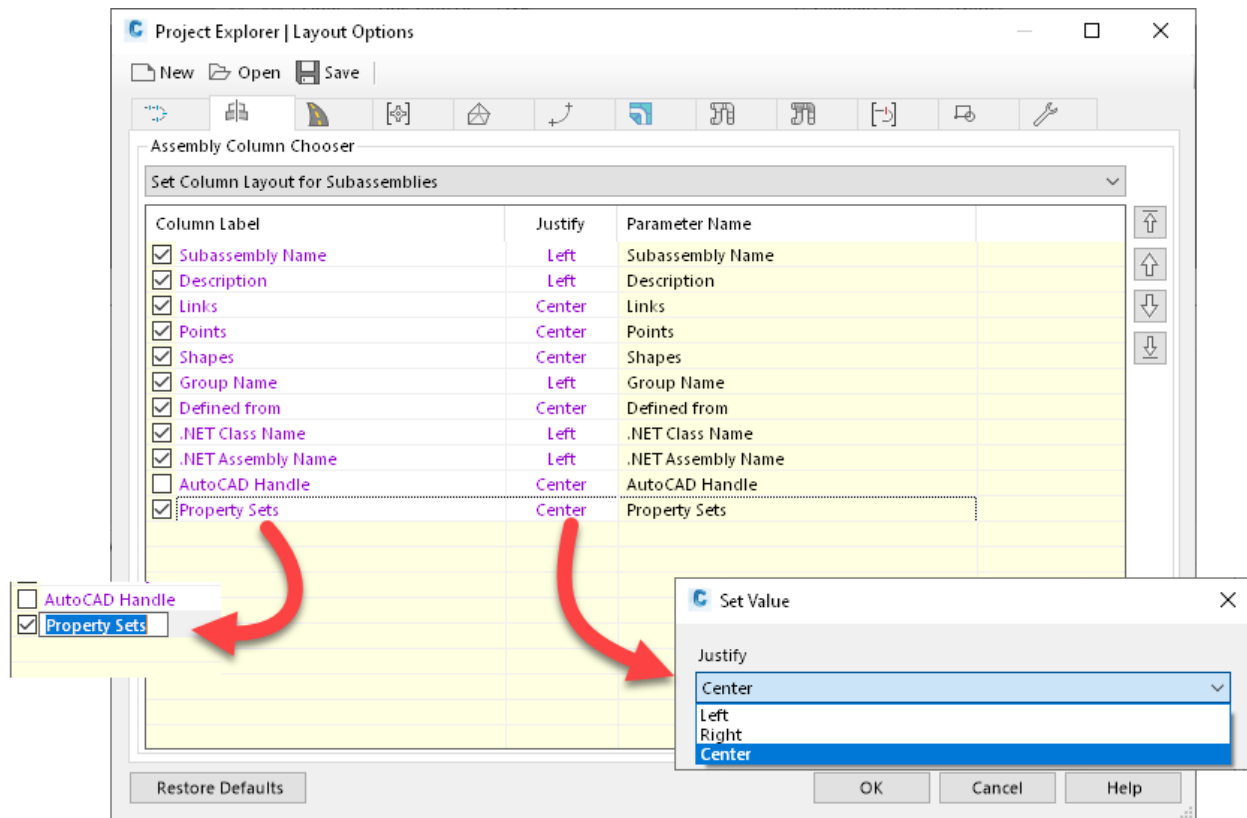 Project Explorer | Layout Options
New Open Save
Assembly Column Chooser
Set Column Layout for Subassemblies
Column Label Justify Parameter Name
Subassembly Name Left Subassembly Name
Description Left Description
Links Center Links
Points Center Points
Shapes Center Shapes
Group Name Left Group Name
Defined from Center Defined from
.NET Class Name Left .NET Class Name
.NET Assembly Name Left .NET Assembly Name
AutoCAD Handle Center AutoCAD Handle
Property Sets Center Property Sets
AutoCAD Handle
Property Sets
Set Value
Justify
Center
Left
Right
Center
Restore Defaults OK Cancel Help